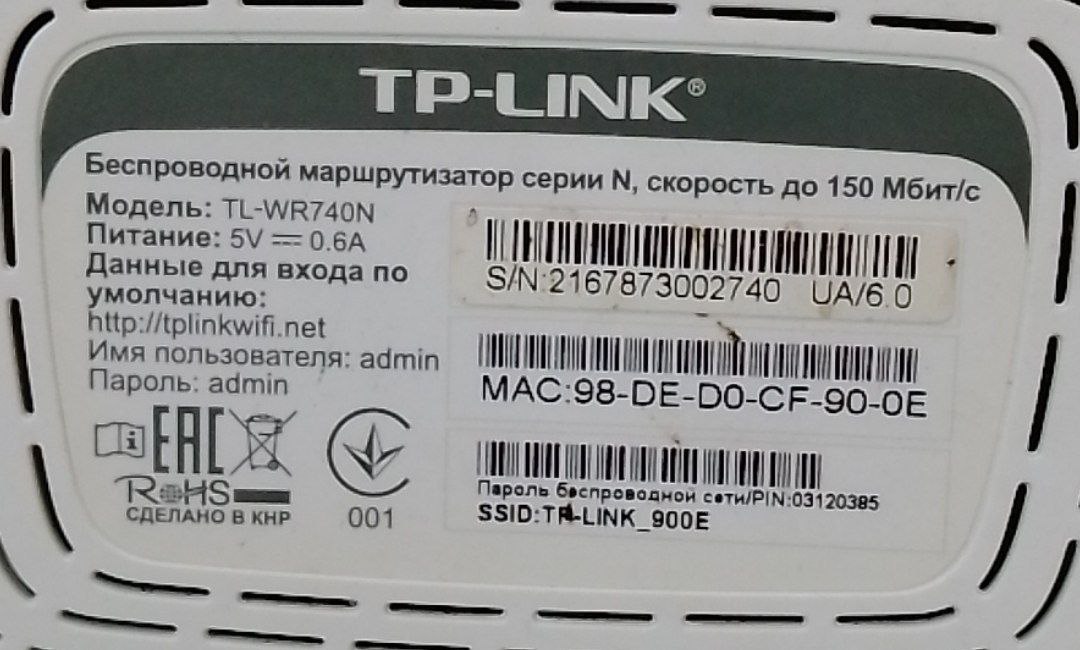 TP-LINK®
Беспроводной маршрутизатор серии N, скорость до 150 Мбит/с
Модель: TL-WR740N
Питание: 5V 0.6A
Данные для входа по
умолчанию:
http://tplinkwifi.net
Имя пользователя: admin
Пароль: admin
EAC
RoHS
СДЕЛАНО В КНР
001
S/N:2167873002740 UA/6.0
MAC:98-DE-D0-CF-90-0E
Пароль беспроводной сети/PIN:03120385
SSID:TP-LINK_900E